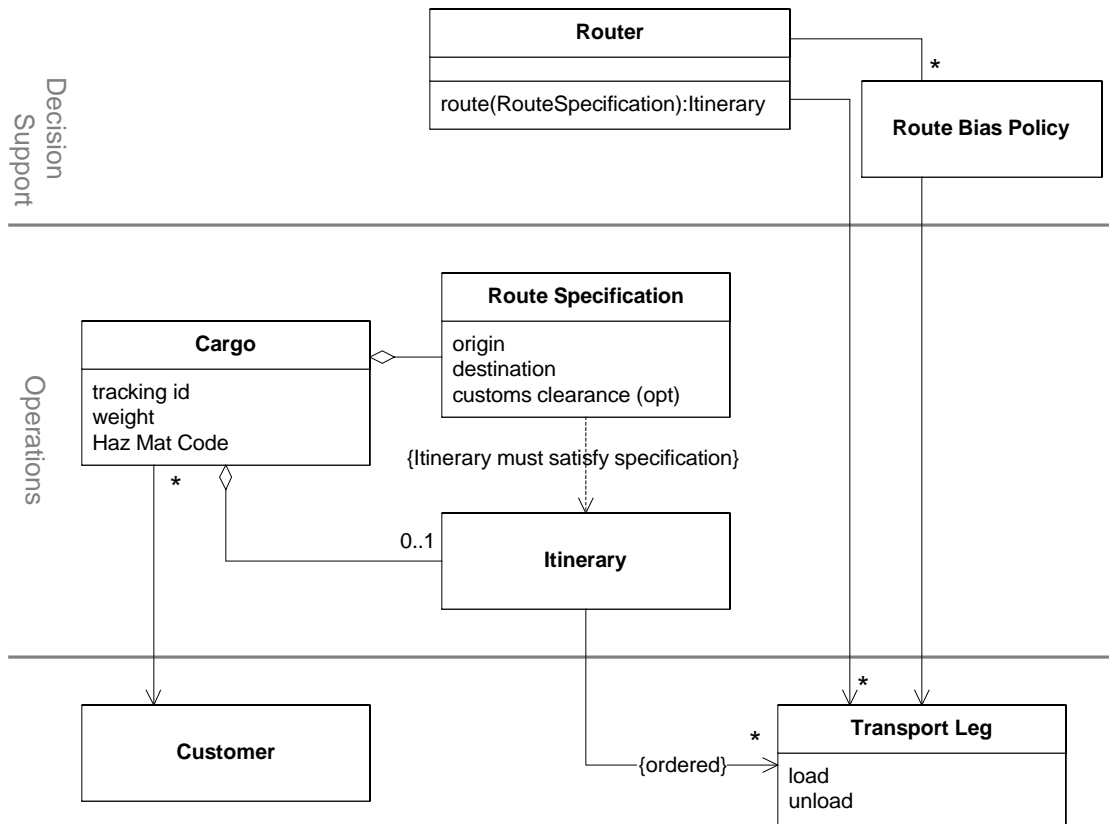 Router
route(RouteSpecification):Itinerary
*
Route Bias Policy
Decision
Support
Route Specification
origin
destination
customs clearance (opt)
Cargo
tracking id
weight
Haz Mat Code
Operations
{Itinerary must satisfy specification}
*
0..1
Itinerary
*
Customer
*
{ordered}
Transport Leg
load
unload